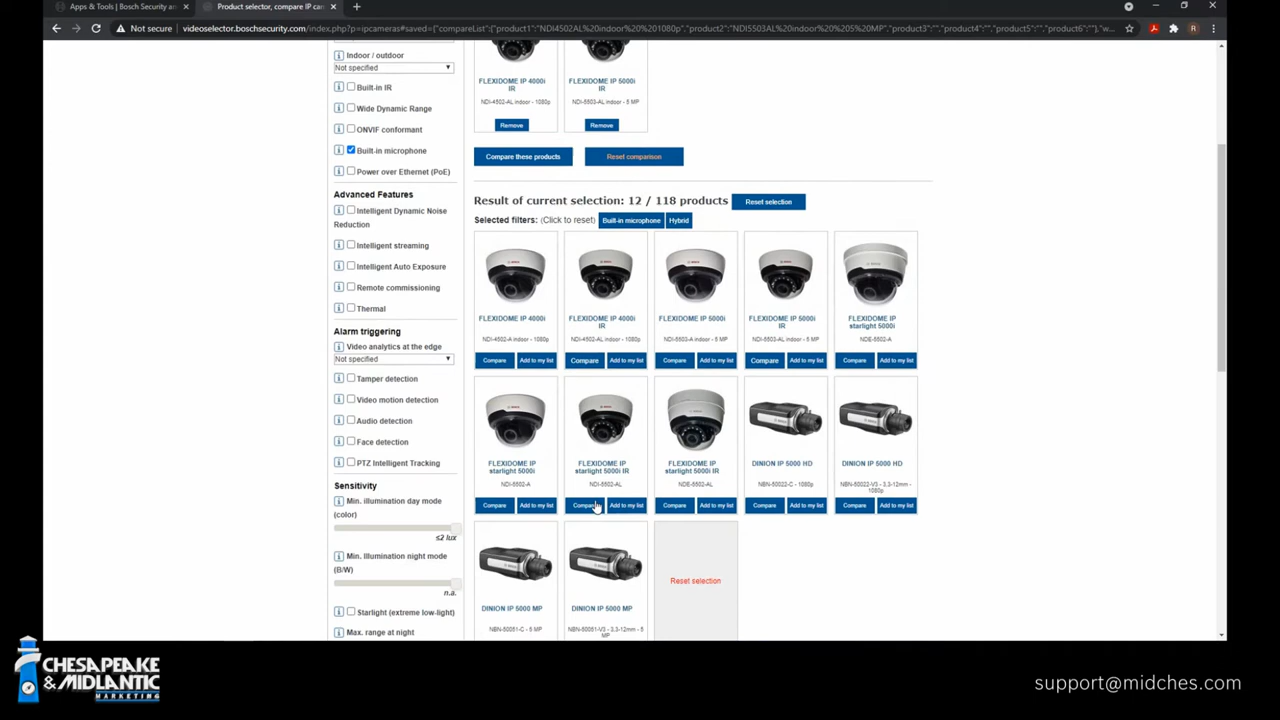 Apps & Tools | Bosch Security an
Product selector, compare IP can
R
Not secure
videoselector.boschsecurity.com/index.php?p=ipcameras#saved={"compareList":{"product1":"NDI4502AL%20indoor%20%201080p","product2":"NDI5503AL%20indoor%20%205%20MP","product3":"","product4":"","product5":"","product6":""},"w...
Indoor / outdoor
Not specified
Built-in IR
Wide Dynamic Range
ONVIF conformant
Built-in microphone
Power over Ethernet (PoE)
Advanced Features
Intelligent Dynamic Noise
Reduction
Intelligent streaming
Intelligent Auto Exposure
Remote commissioning
Thermal
Alarm triggering
Video analytics at the edge
Not specified
Tamper detection
Video motion detection
Audio detection
Face detection
PTZ Intelligent Tracking
Sensitivity
Min. illumination day mode
(color)
≤2 lux
Min. Illumination night mode
(B/W)
n.a.
Starlight (extreme low-light)
Max. range at night
FLEXIDOME IP 4000i
IR
NDI-4502-AL indoor - 1080p
Remove
FLEXIDOME IP 5000i
IR
NDI-5503-AL indoor - 5 MP
Remove
Compare these products
Reset comparison
Result of current selection: 12 / 118 products
Reset selection
Selected filters: (Click to reset)
Built-in microphone
Hybrid
FLEXIDOME IP 4000i
NDI-4502-A indoor - 1080p
Compare
Add to my list
FLEXIDOME IP 4000i
IR
NDI-4502-AL indoor - 1080p
Compare
Add to my list
FLEXIDOME IP 5000i
NDI-5503-A indoor - 5 MP
Compare
Add to my list
FLEXIDOME IP 5000i
IR
NDI-5503-AL indoor - 5 MP
Compare
Add to my list
FLEXIDOME IP
starlight 5000i
NDE-5502-A
Compare
Add to my list
FLEXIDOME IP
starlight 5000i
NDI-5502-A
Compare
Add to my list
FLEXIDOME IP
starlight 5000i IR
NDI-5502-AL
Compare
Add to my list
FLEXIDOME IP
starlight 5000i IR
NDE-5502-AL
Compare
Add to my list
DINION IP 5000 HD
NBN-50022-C - 1080p
Compare
Add to my list
DINION IP 5000 HD
NBN-50022-V3 - 3.3-12mm -
1080p
Compare
Add to my list
DINION IP 5000 MP
NBN-50051-C - 5 MP
DINION IP 5000 MP
NBN-50051-V3 - 3.3-12mm - 5
MP
Reset selection
CHESAPEAKE
& MIDLANTIC
MARKETING
support@midches.com